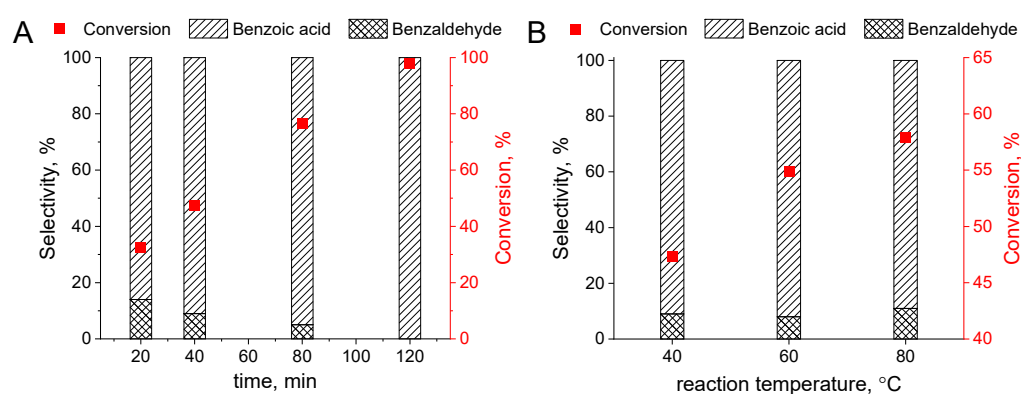 A
Conversion
Benzoic acid
Benzaldehyde
100
80
60
40
20
0
Selectivity, %
20
40
60
80
100
120
time, min
100
80
60
40
20
0
Conversion, %
B
Conversion
Benzoic acid
Benzaldehyde
100
80
60
40
20
0
Selectivity, %
40
60
80
reaction temperature, °C
65
60
55
50
45
40
Conversion, %